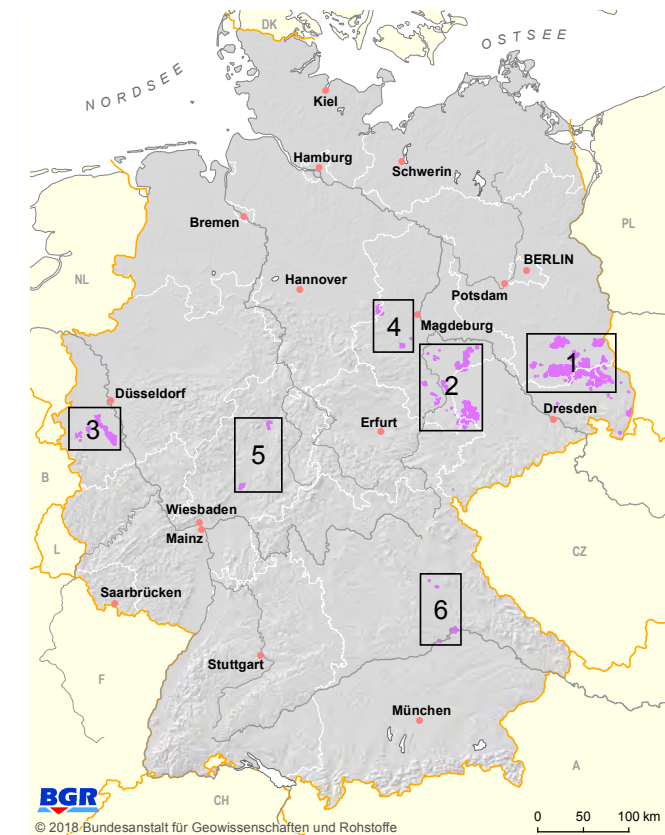 DK
OSTSEE
NORDSEE
Kiel
Hamburg
Schwerin
Bremen
PL
BERLIN
NL
Hannover
Potsdam
4
Magdeburg
1
2
Düsseldorf
Dresden
3
Erfurt
5
B
Wiesbaden
Mainz
L
CZ
Saarbrücken
6
Stuttgart
F
München
A
BGR
CH
© 2018 Bundesanstalt für Geowissenschaften und Rohstoffe
0 50 100 km